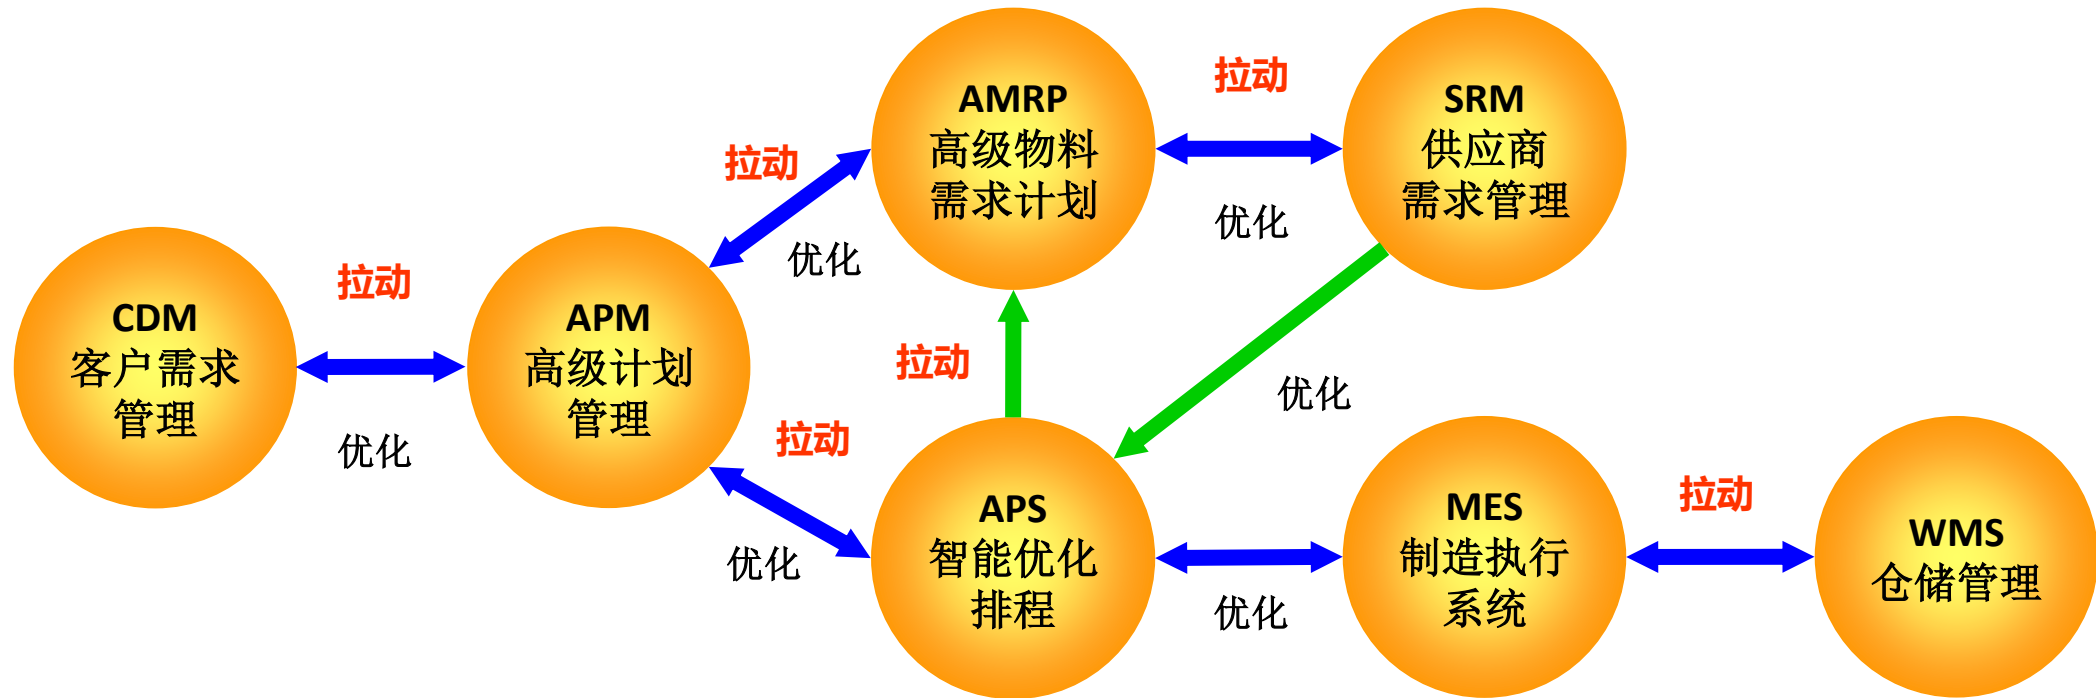 CDM
客户需求
管理
拉动
优化
APM
高级计划
管理
拉动
优化
拉动
优化
AMRP
高级物料
需求计划
拉动
优化
SRM
供应商
需求管理
拉动
优化
APS
智能优化
排程
优化
MES
制造执行
系统
拉动
WMS
仓储管理